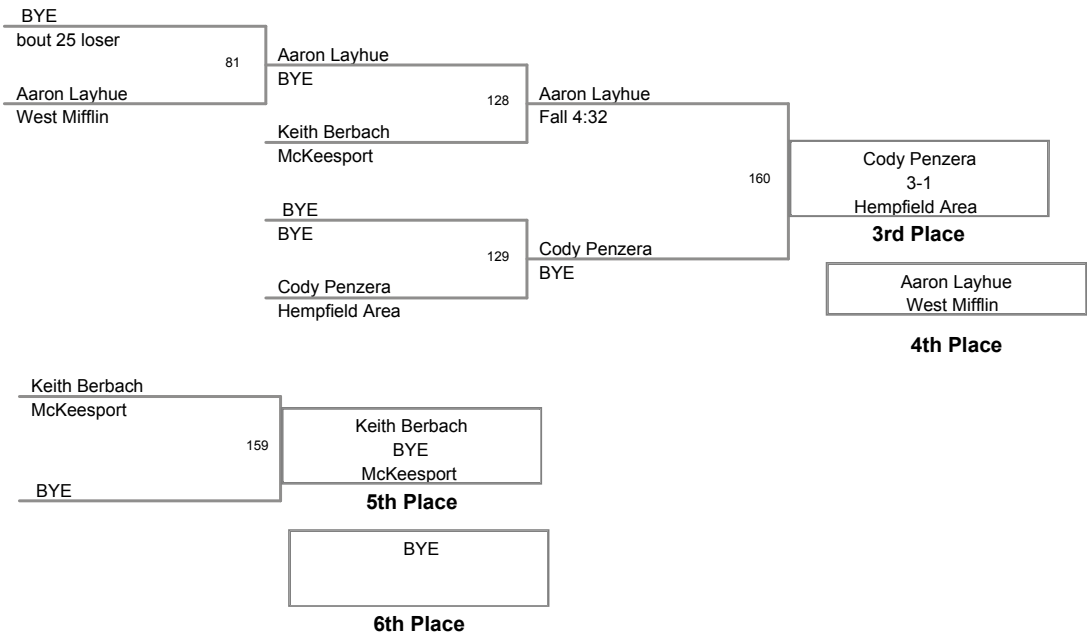 BYE
bout 25 loser
81
Aaron Layhue
West Mifflin
Aaron Layhue
BYE
128
Keith Berbach
McKeesport
Aaron Layhue
Fall 4:32
160
BYE
BYE
129
Cody Penzera
Hempfield Area
Cody Penzera
BYE
Cody Penzera
3-1
Hempfield Area
3rd Place
Aaron Layhue
West Mifflin
4th Place
Keith Berbach
McKeesport
159
BYE
Keith Berbach
BYE
McKeesport
5th Place
BYE
6th Place